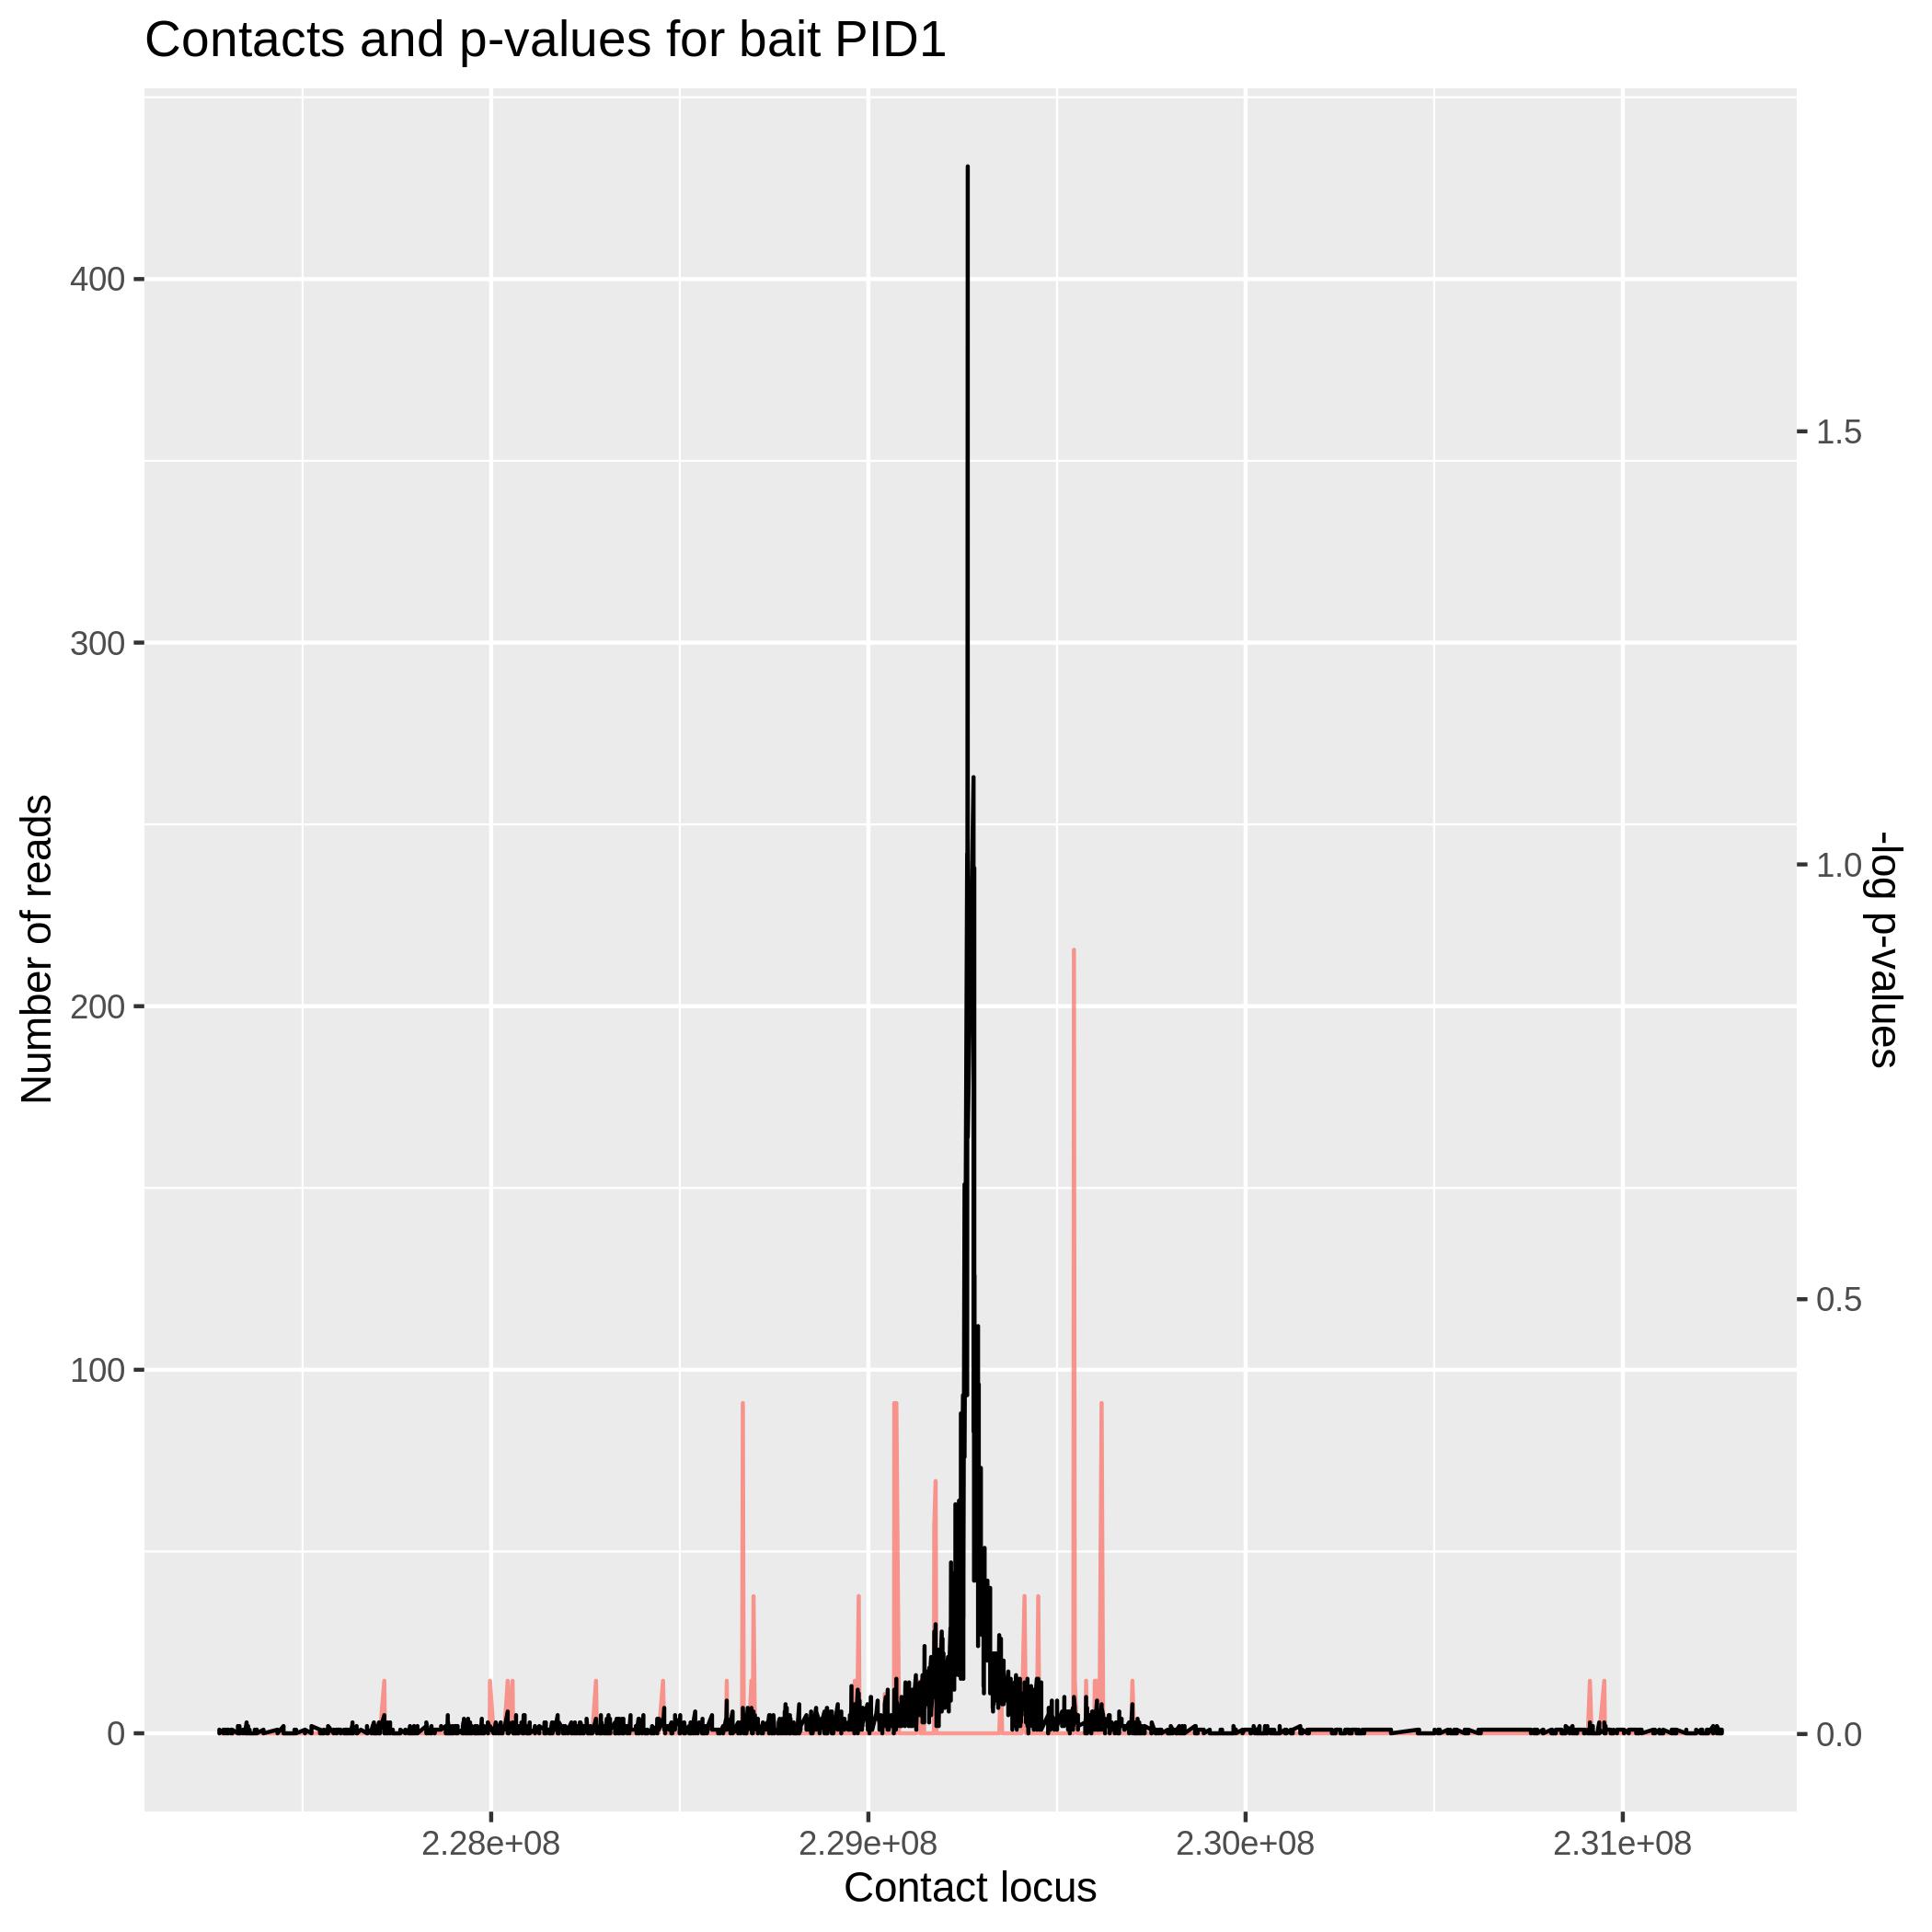 Contacts and p-values for bait PID1
400
300
200
100
0
Number of reads
1.5
1.0
0.5
0.0
-log p-values
2.28e+08
2.29e+08
2.30e+08
2.31e+08
Contact locus